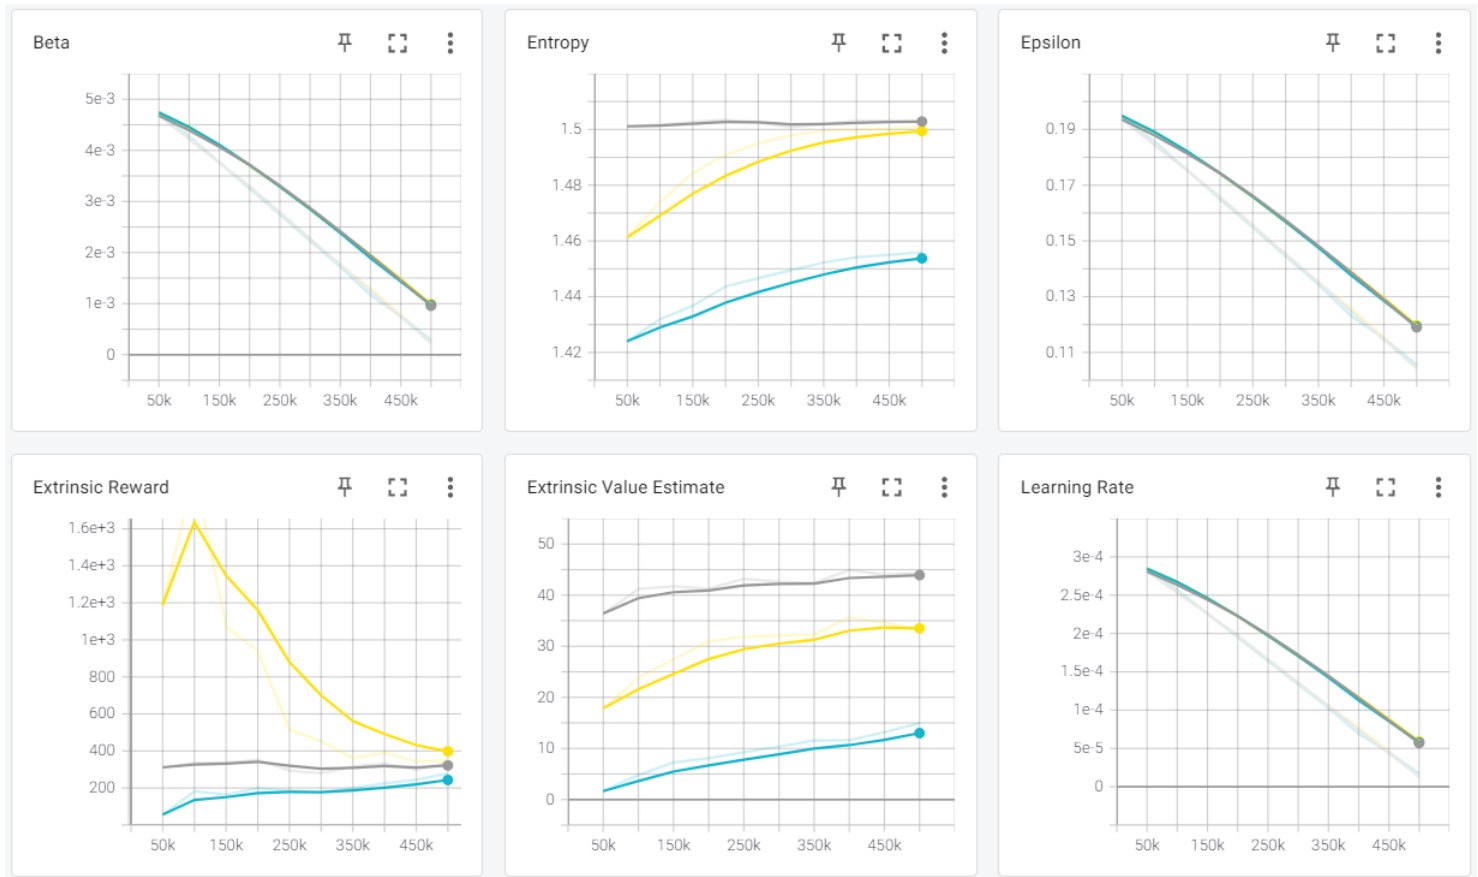 Beta
5e-3
4e-3
3e-3
2e-3
1e-3
0
50k 150k 250k 350k 450k
Entropy
1.5
1.48
1.46
1.44
1.42
50k 150k 250k 350k 450k
Epsilon
0.19
0.17
0.15
0.13
0.11
50k 150k 250k 350k 450k
Extrinsic Reward
1.6e+3
1.4e+3
1.2e+3
1e+3
800
600
400
200
50k 150k 250k 350k 450k
Extrinsic Value Estimate
50
40
30
20
10
0
50k 150k 250k 350k 450k
Learning Rate
3e-4
2.5e-4
2e-4
1.5e-4
1e-4
5e-5
0
50k 150k 250k 350k 450k